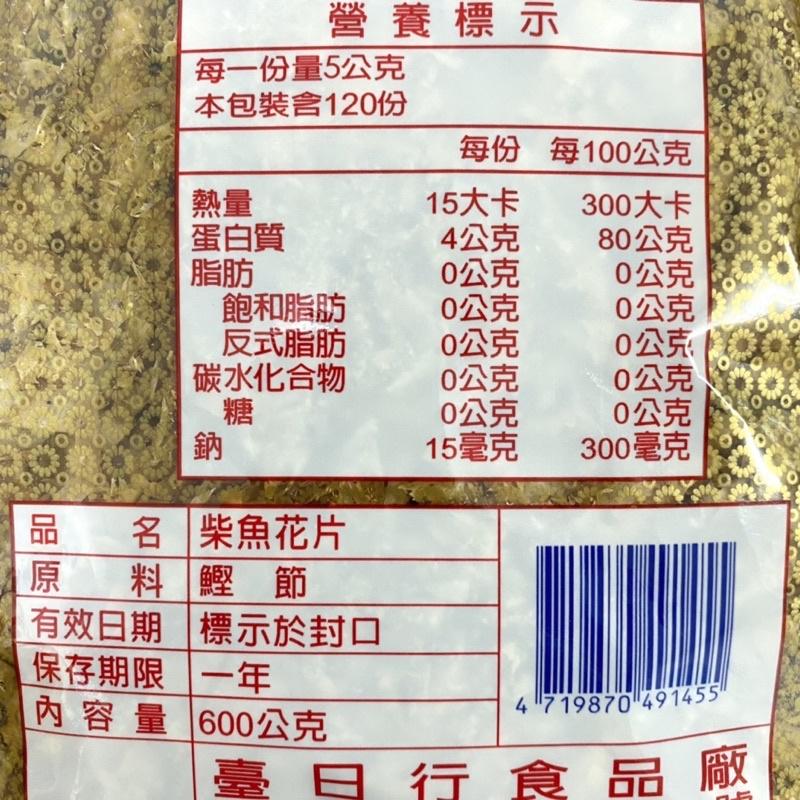 營養標示
每一份量5公克
本包裝含120份
每份 每100公克
熱量 15大卡 300大卡
蛋白質 4公克 80公克
脂肪 0公克 0公克
飽和脂肪 0公克 0公克
反式脂肪 0公克 0公克
碳水化合物 0公克 0公克
糖 0公克 0公克
鈉 15毫克 300毫克
品名 柴魚花片
原料 鰹節
有效日期 標示於封口
保存期限 一年
內容量 600公克
4 719870 491455
臺日行食品廠